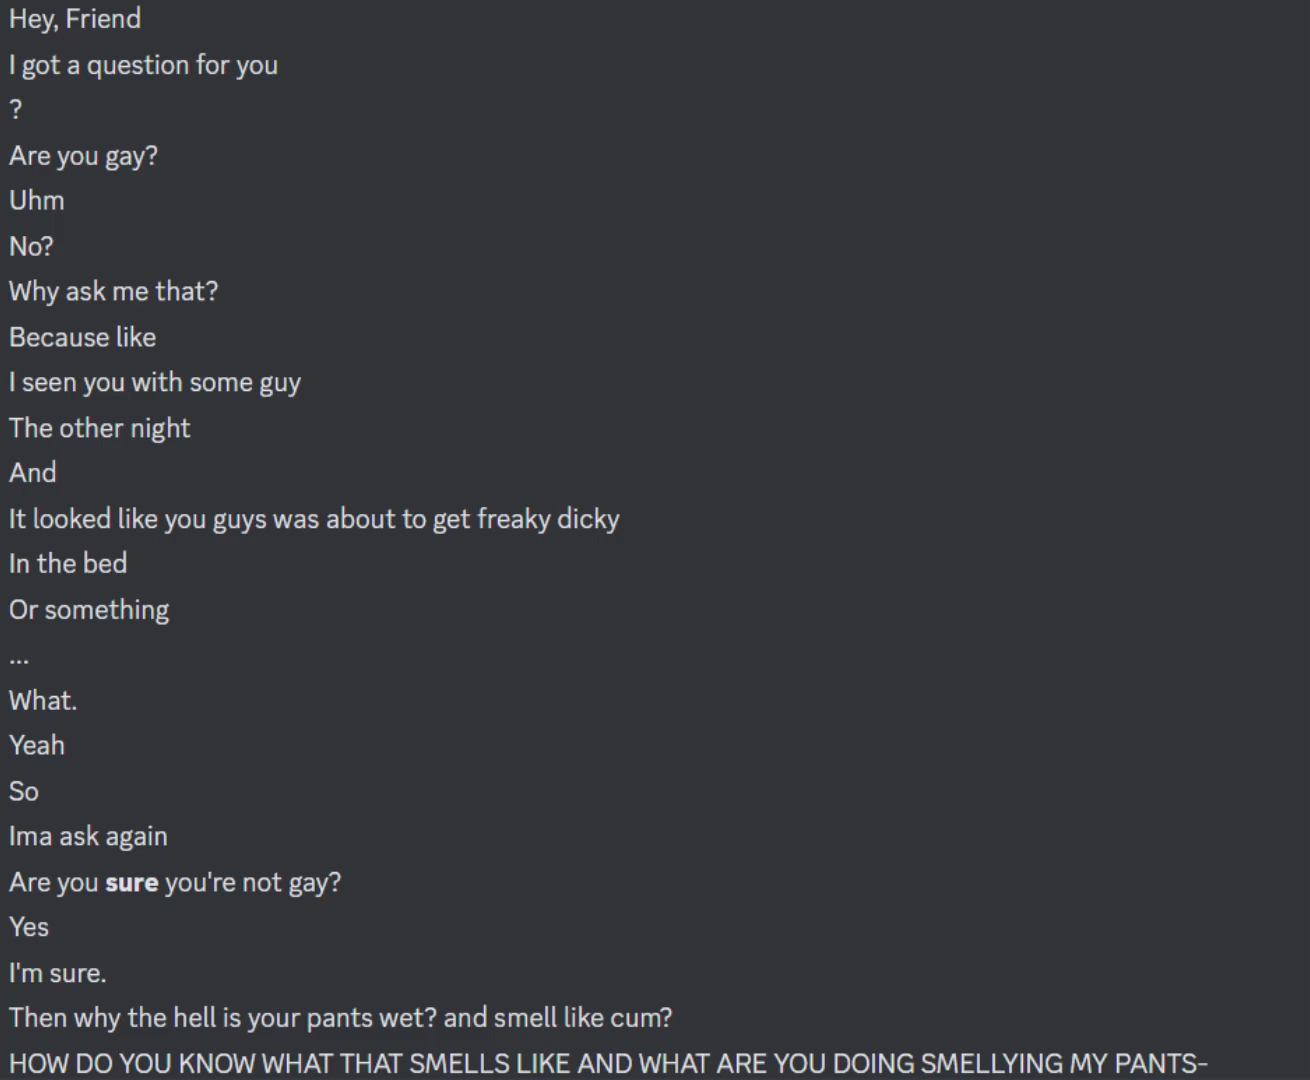 Hey, Friend
I got a question for you
?
Are you gay?
Uhm
No?
Why ask me that?
Because like
I seen you with some guy
The other night
And
It looked like you guys was about to get freaky dicky
In the bed
Or something
...
What.
Yeah
So
Ima ask again
Are you sure you're not gay?
Yes
I'm sure.
Then why the hell is your pants wet? and smell like cum?
HOW DO YOU KNOW WHAT THAT SMELLS LIKE AND WHAT ARE YOU DOING SMELLYING MY PANTS-